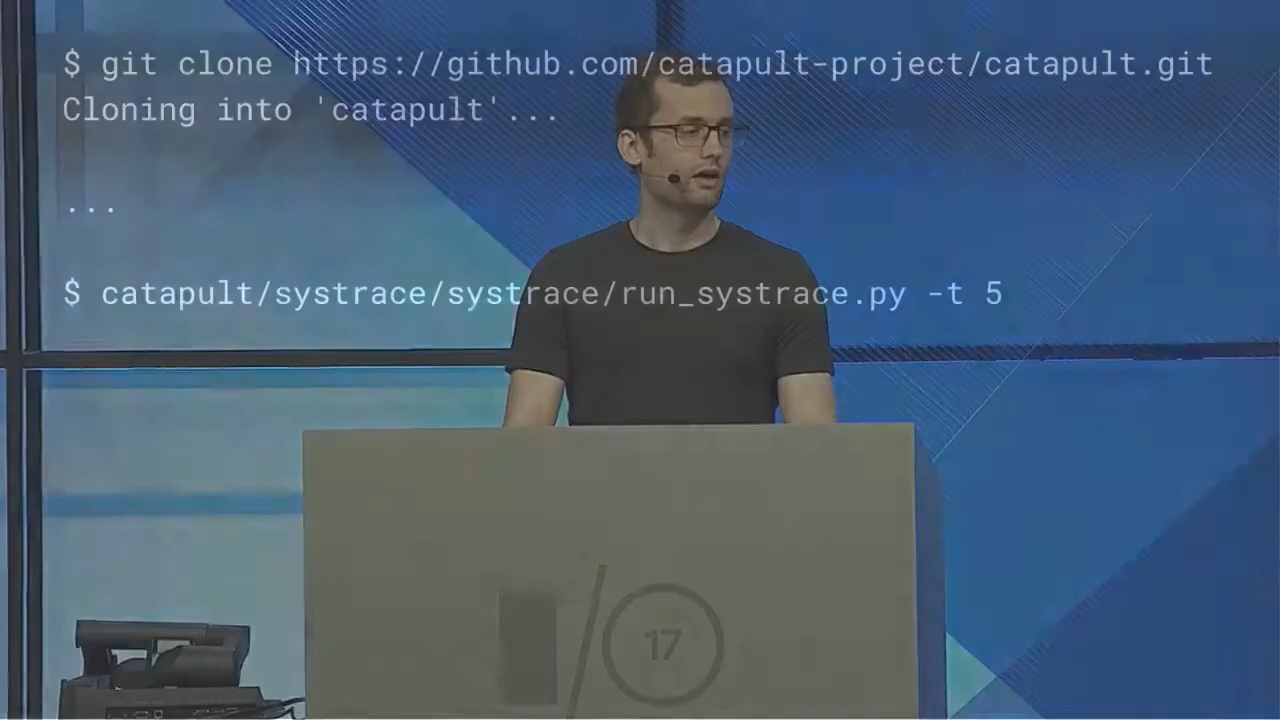 $ git clone https://github.com/catapult-project/catapult.git
Cloning into 'catapult'...
...
$ catapult/systrace/systrace/run_systrace.py -t 5
I/O 17